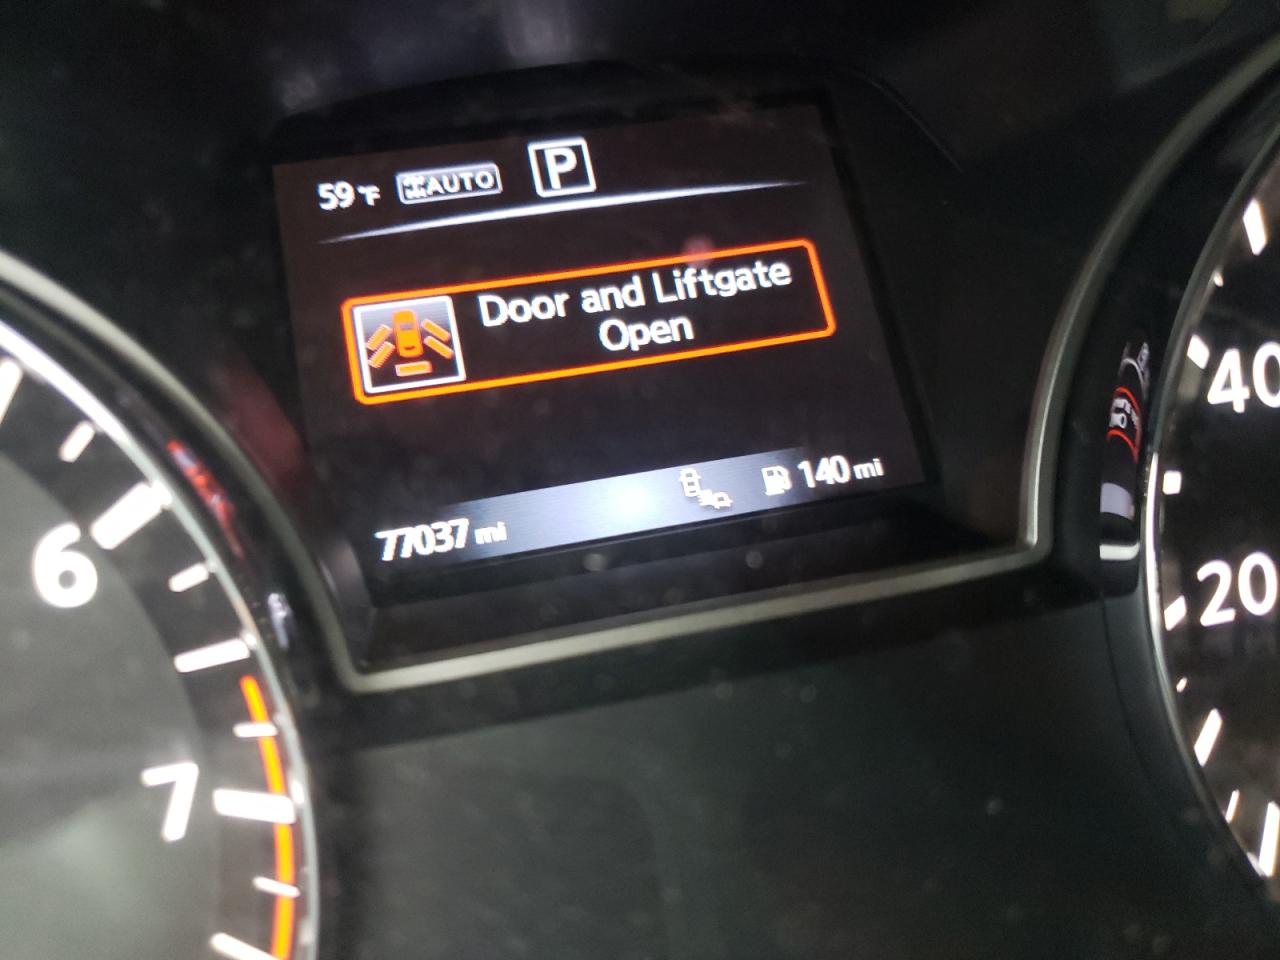 59°F AUTO P
Door and Liftgate
Open
77037 mi 140 mi
6
7
40
20